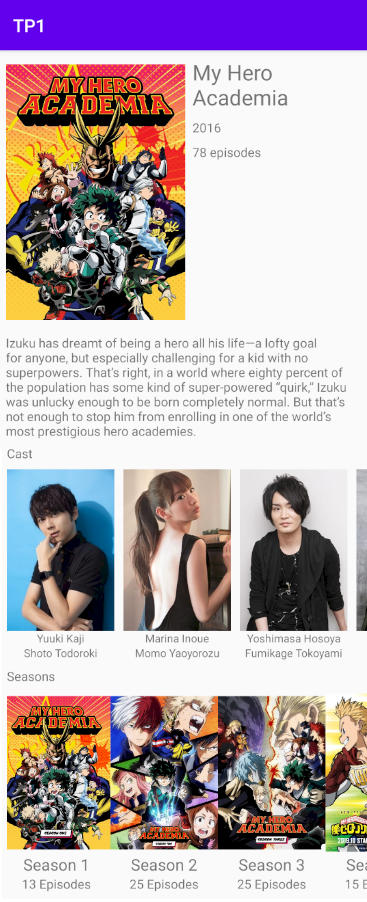 TP1
MY HERO
ACADEMIA
My Hero
Academia
2016
78 episodes
Izuku has dreamt of being a hero all his life—a lofty goal
for anyone, but especially challenging for a kid with no
superpowers. That's right, in a world where eighty percent of
the population has some kind of super-powered “quirk,” Izuku
was unlucky enough to be born completely normal. But that's
not enough to stop him from enrolling in one of the world's
most prestigious hero academies.
Cast
Yuuki Kaji
Shoto Todoroki
Marina Inoue
Momo Yaoyorozu
Yoshimasa Hosoya
Fumikage Tokoyami
Seasons
MY HERO
ACADEMIA
SEASON ONE
MY HERO
ACADEMIA
MY HERO
ACADEMIA
SEASON THREE
Season 1
13 Episodes
Season 2
25 Episodes
Season 3
25 Episodes
Sea
15 E